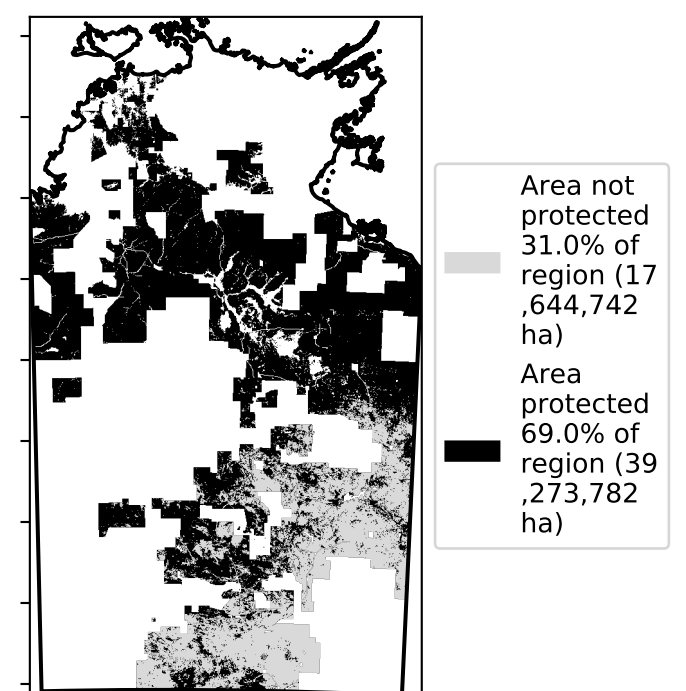 Area not
protected
31.0% of
region (17
,644,742
ha)
Area
protected
69.0% of
region (39
,273,782
ha)